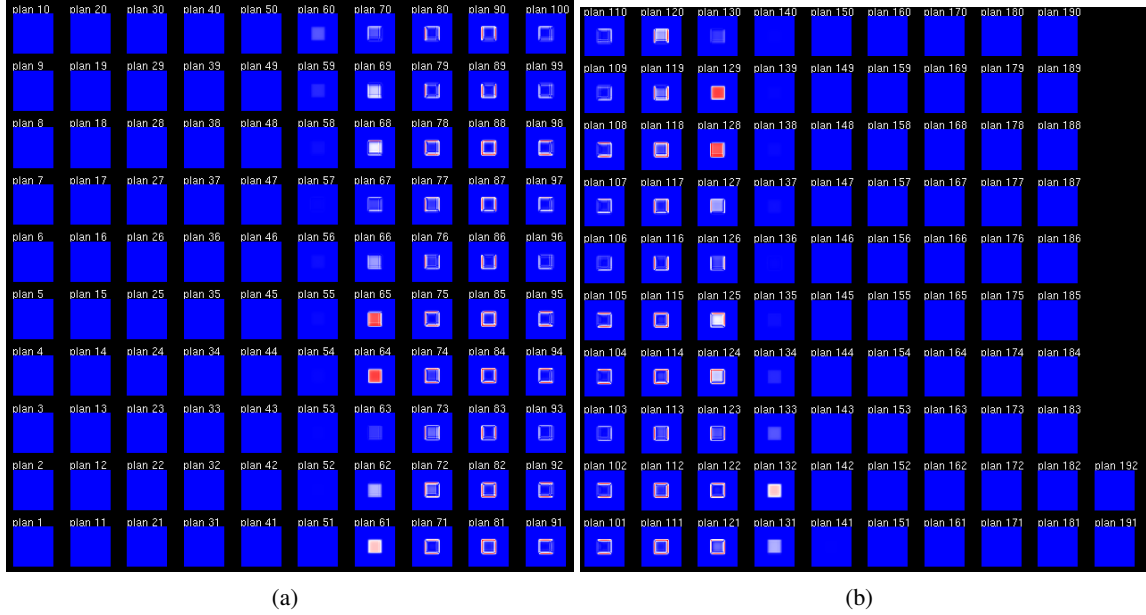 plan 10 plan 20 plan 30 plan 40 plan 50 plan 60 plan 70 plan 80 plan 90 plan 100
plan 9 plan 19 plan 29 plan 39 plan 49 plan 59 plan 69 plan 79 plan 89 plan 99
plan 8 plan 18 plan 28 plan 38 plan 48 plan 58 plan 68 plan 78 plan 88 plan 98
plan 7 plan 17 plan 27 plan 37 plan 47 plan 57 plan 67 plan 77 plan 87 plan 97
plan 6 plan 16 plan 26 plan 36 plan 46 plan 56 plan 66 plan 76 plan 86 plan 96
plan 5 plan 15 plan 25 plan 35 plan 45 plan 55 plan 65 plan 75 plan 85 plan 95
plan 4 plan 14 plan 24 plan 34 plan 44 plan 54 plan 64 plan 74 plan 84 plan 94
plan 3 plan 13 plan 23 plan 33 plan 43 plan 53 plan 63 plan 73 plan 83 plan 93
plan 2 plan 12 plan 22 plan 32 plan 42 plan 52 plan 62 plan 72 plan 82 plan 92
plan 1 plan 11 plan 21 plan 31 plan 41 plan 51 plan 61 plan 71 plan 81 plan 91
(a)
plan 110 plan 120 plan 130 plan 140 plan 150 plan 160 plan 170 plan 180 plan 190
plan 109 plan 119 plan 129 plan 139 plan 149 plan 159 plan 169 plan 179 plan 189
plan 108 plan 118 plan 128 plan 138 plan 148 plan 158 plan 168 plan 178 plan 188
plan 107 plan 117 plan 127 plan 137 plan 147 plan 157 plan 167 plan 177 plan 187
plan 106 plan 116 plan 126 plan 136 plan 146 plan 156 plan 166 plan 176 plan 186
plan 105 plan 115 plan 125 plan 135 plan 145 plan 155 plan 165 plan 175 plan 185
plan 104 plan 114 plan 124 plan 134 plan 144 plan 154 plan 164 plan 174 plan 184
plan 103 plan 113 plan 123 plan 133 plan 143 plan 153 plan 163 plan 173 plan 183
plan 102 plan 112 plan 122 plan 132 plan 142 plan 152 plan 162 plan 172 plan 182 plan 192
plan 101 plan 111 plan 121 plan 131 plan 141 plan 151 plan 161 plan 171 plan 181 plan 191
(b)